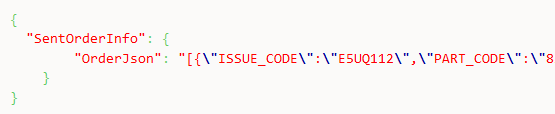 {
"SentOrderInfo": {
"OrderJson": "[{\"ISSUE_CODE\":\"E5UQ112\",\"PART_CODE\":\"8
}
}